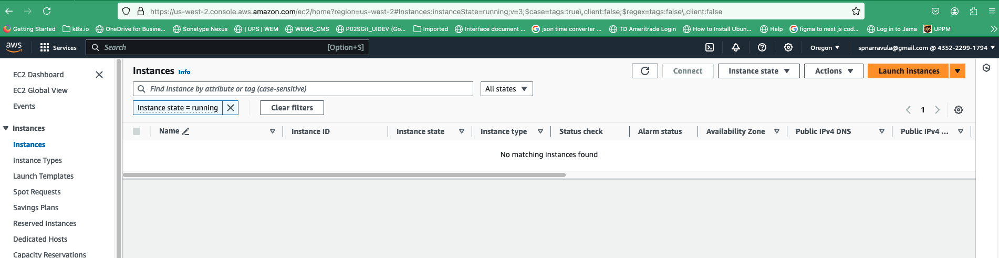 https://us-west-2.console.aws.amazon.com/ec2/home?region=us-west-2#Instances:instanceState=running;v=3;$case=tags:true\,client:false;$regex=tags:false\,client:false
Getting Started k8s.io OneDrive for Busine... Sonatype Nexus | UPS | WEM WEMS_CMS P02SGit_UIDEV (Go... Imported Interface document ... json time converter ... TD Ameritrade Login How to Install Ubun... Help figma to next js cod... Log in to Jama UPPM
aws Services Search [Option+S] Oregon spnarravula@gmail.com @ 4352-2299-1794
EC2 Dashboard
EC2 Global View
Events
Instances
Instances
Instance Types
Launch Templates
Spot Requests
Savings Plans
Reserved Instances
Dedicated Hosts
Capacity Reservations
Instances Info Connect Instance state Actions Launch instances
Find Instance by attribute or tag (case-sensitive) All states
Instance state = running Clear filters 1
Name Instance ID Instance state Instance type Status check Alarm status Availability Zone Public IPv4 DNS Public IPv4 ...
No matching instances found